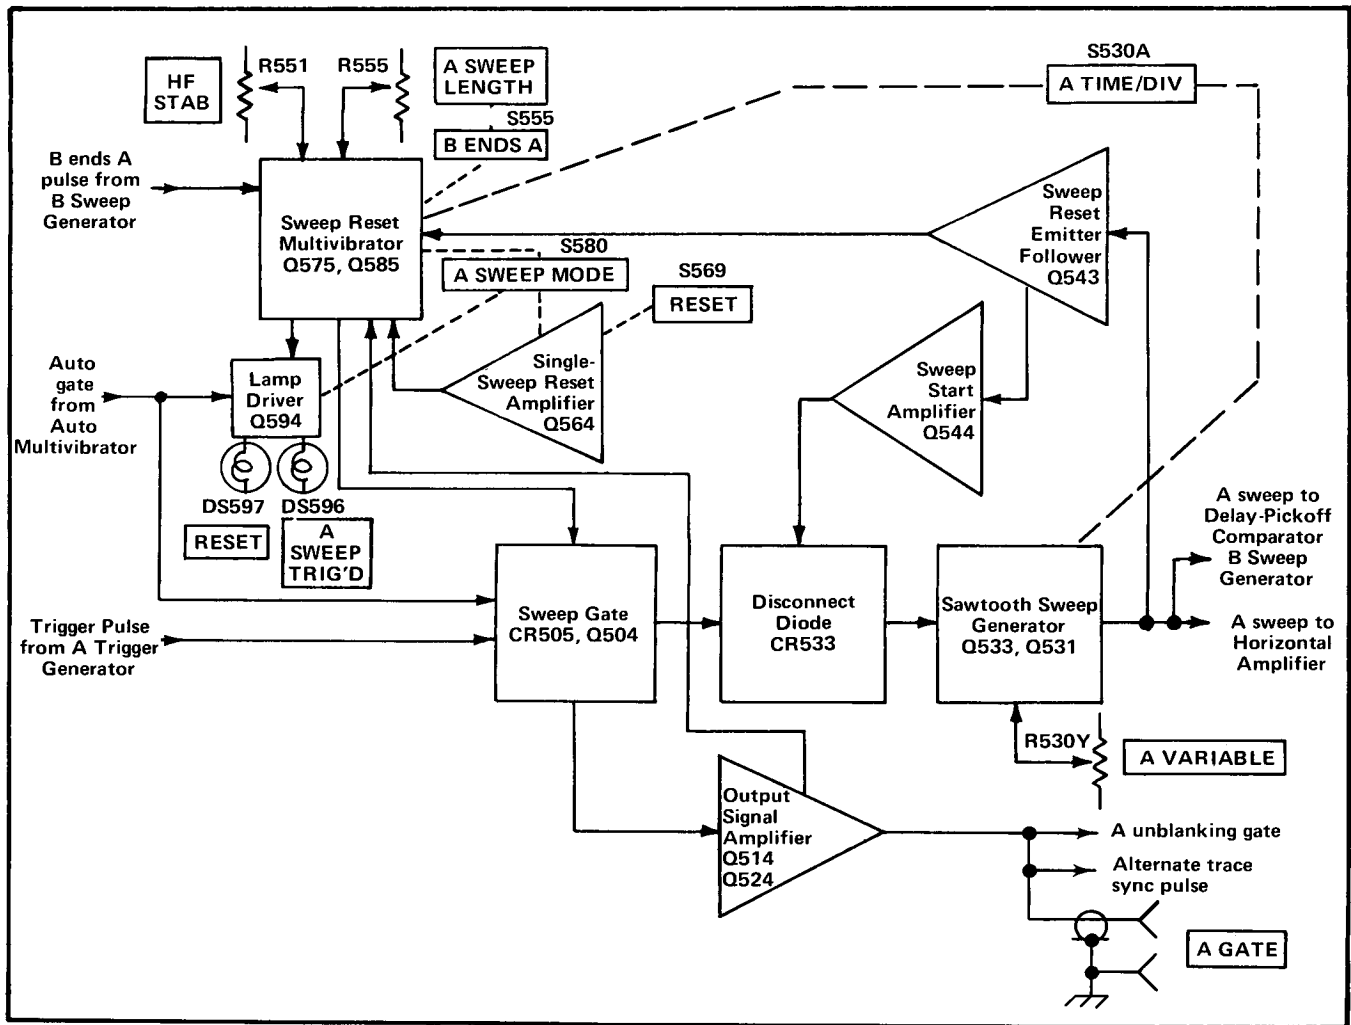 S530A
A TIME/DIV
HF
STAB
R551
R555
A SWEEP
LENGTH
S555
B ENDS A
B ends A
pulse from
B Sweep
Generator
Sweep Reset
Multivibrator
Q575, Q585
Sweep
Reset
Emitter
Follower
Q543
S580
A SWEEP MODE
S569
RESET
Auto
gate
from
Auto
Multivibrator
Lamp
Driver
Q594
Single-
Sweep Reset
Amplifier
Q564
Sweep
Start
Amplifier
Q544
DS597
DS596
RESET
A
SWEEP
TRIG'D
A sweep to
Delay-Pickoff
Comparator
B Sweep
Generator
Trigger Pulse
from A Trigger
Generator
Sweep Gate
CR505, Q504
Disconnect
Diode
CR533
Sawtooth Sweep
Generator
Q533, Q531
A sweep to
Horizontal
Amplifier
R530Y
A VARIABLE
Output
Signal
Amplifier
Q514
Q524
A unblanking gate
Alternate trace
sync pulse
A GATE